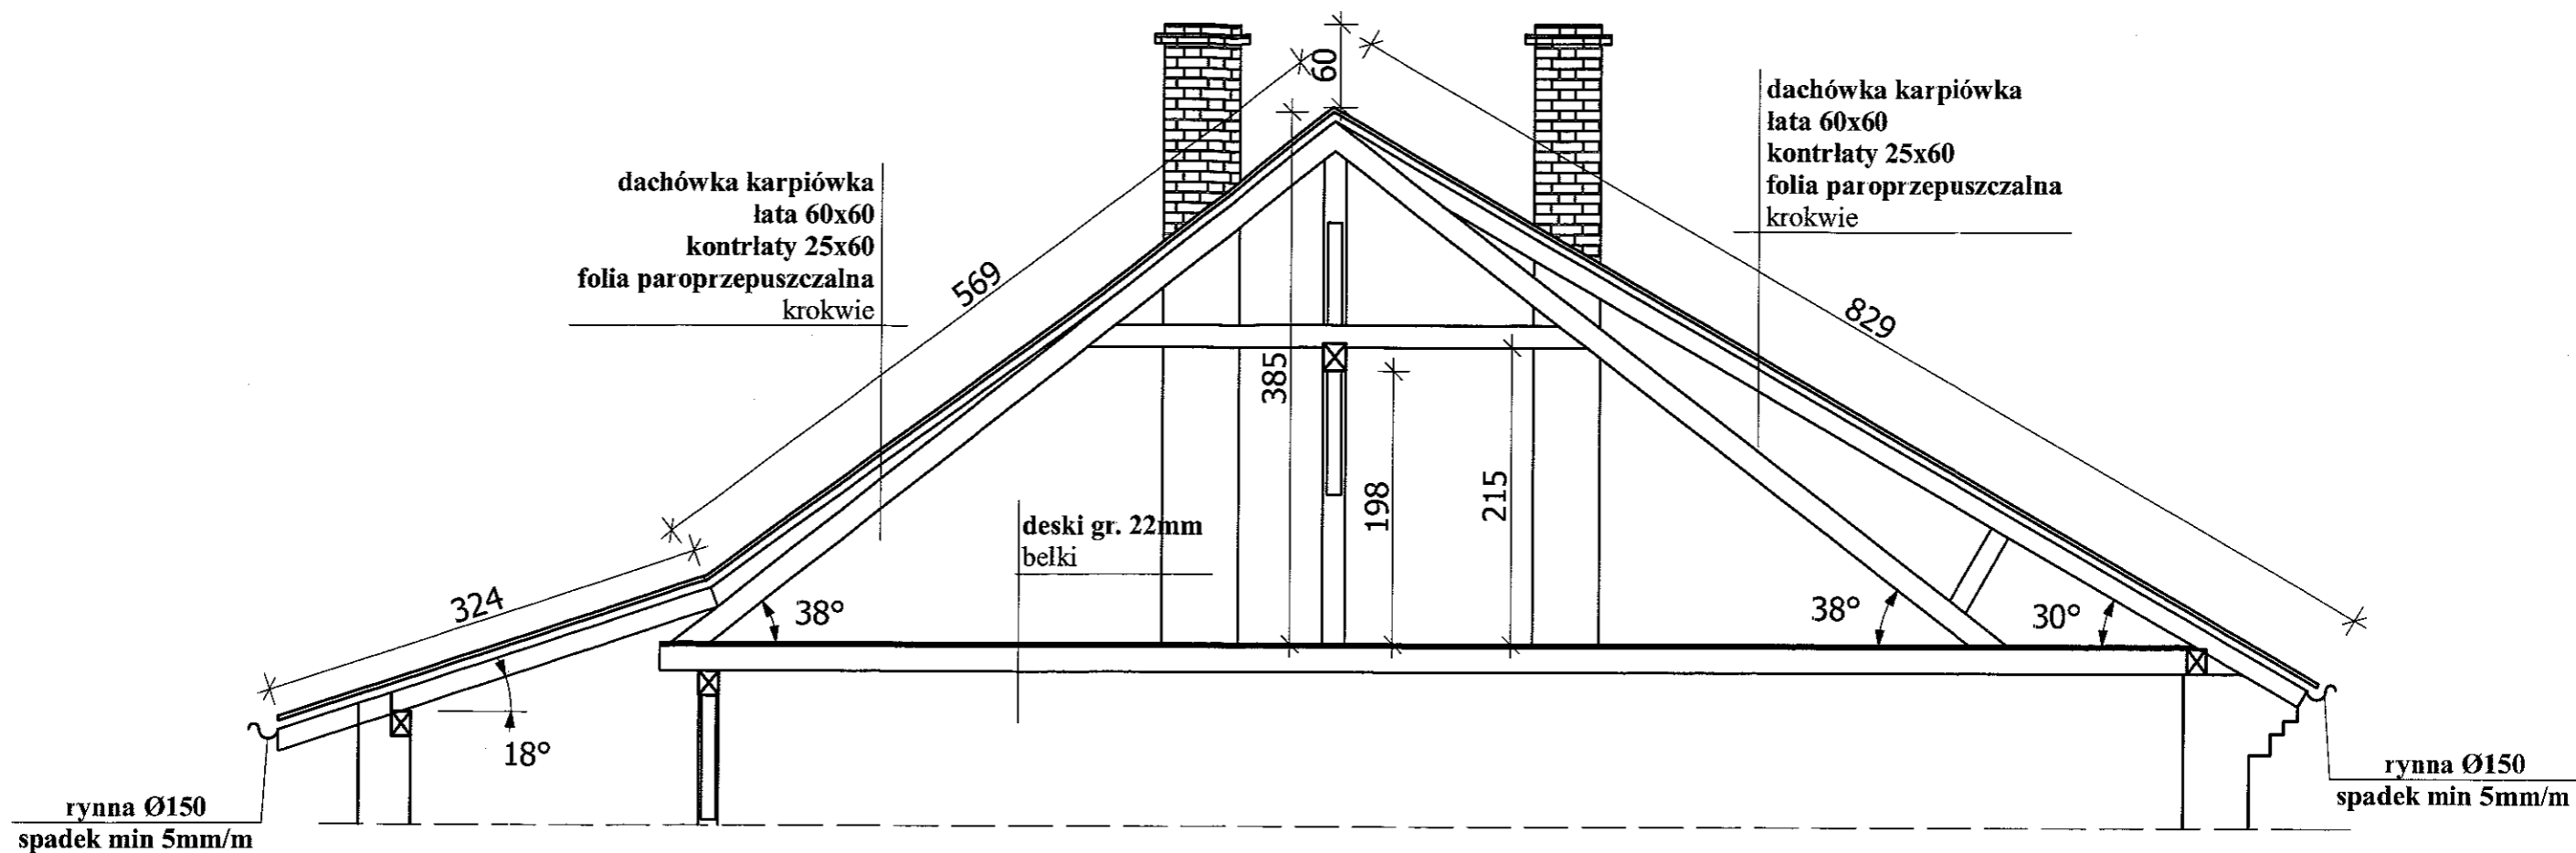 60
dachówka karpiówka
łata 60x60
kontrłaty 25x60
folia paroprzepuszczalna
krokwie
dachówka karpiówka
łata 60x60
kontrłaty 25x60
folia paroprzepuszczalna
krokwie
569
829
385
198
215
deski gr. 22mm
belki
324
38°
38°
30°
18°
rynna Ø150
spadek min 5mm/m
rynna Ø150
spadek min 5mm/m